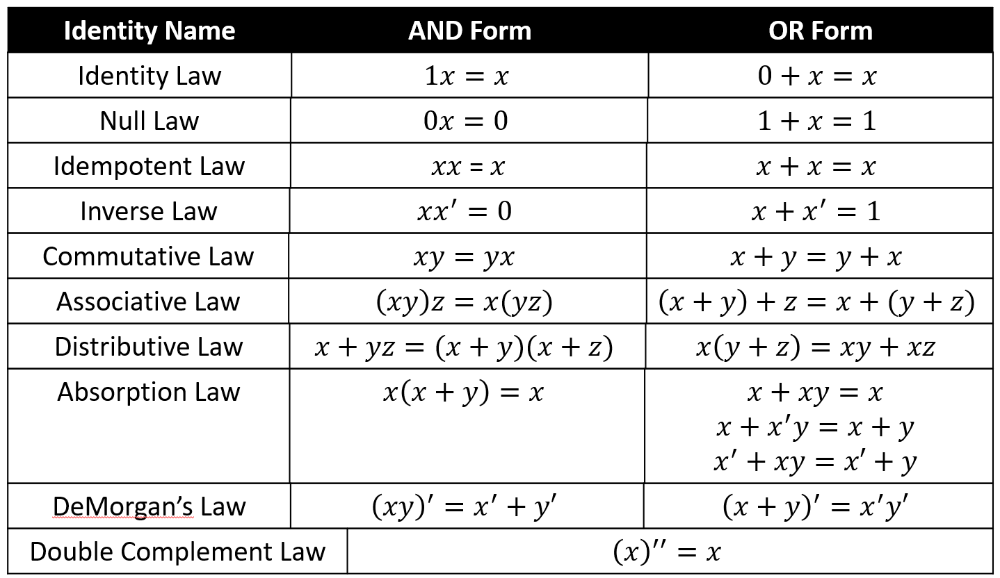 Identity Name AND Form OR Form
Identity Law 1x = x 0 + x = x
Null Law 0x = 0 1 + x = 1
Idempotent Law xx = x x + x = x
Inverse Law xx′ = 0 x + x′ = 1
Commutative Law xy = yx x + y = y + x
Associative Law (xy)z = x(yz) (x + y) + z = x + (y + z)
Distributive Law x + yz = (x + y)(x + z) x(y + z) = xy + xz
Absorption Law x(x + y) = x x + xy = x
x + x′y = x + y
x′ + xy = x′ + y
DeMorgan’s Law (xy)′ = x′ + y′ (x + y)′ = x′y′
Double Complement Law (x)′′ = x